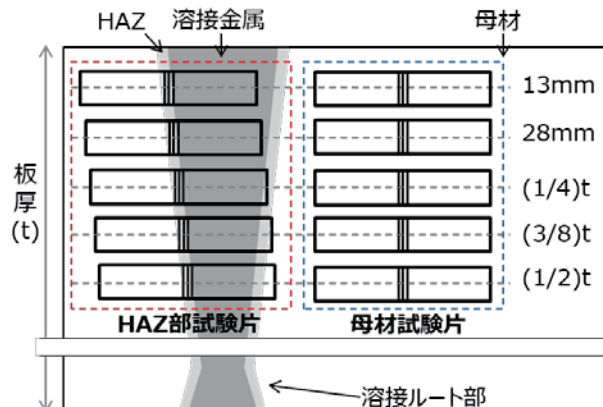 HAZ
溶接金属
母材
13mm
28mm
板厚(t)
(1/4)t
(3/8)t
(1/2)t
HAZ部試験片
母材試験片
溶接ルート部